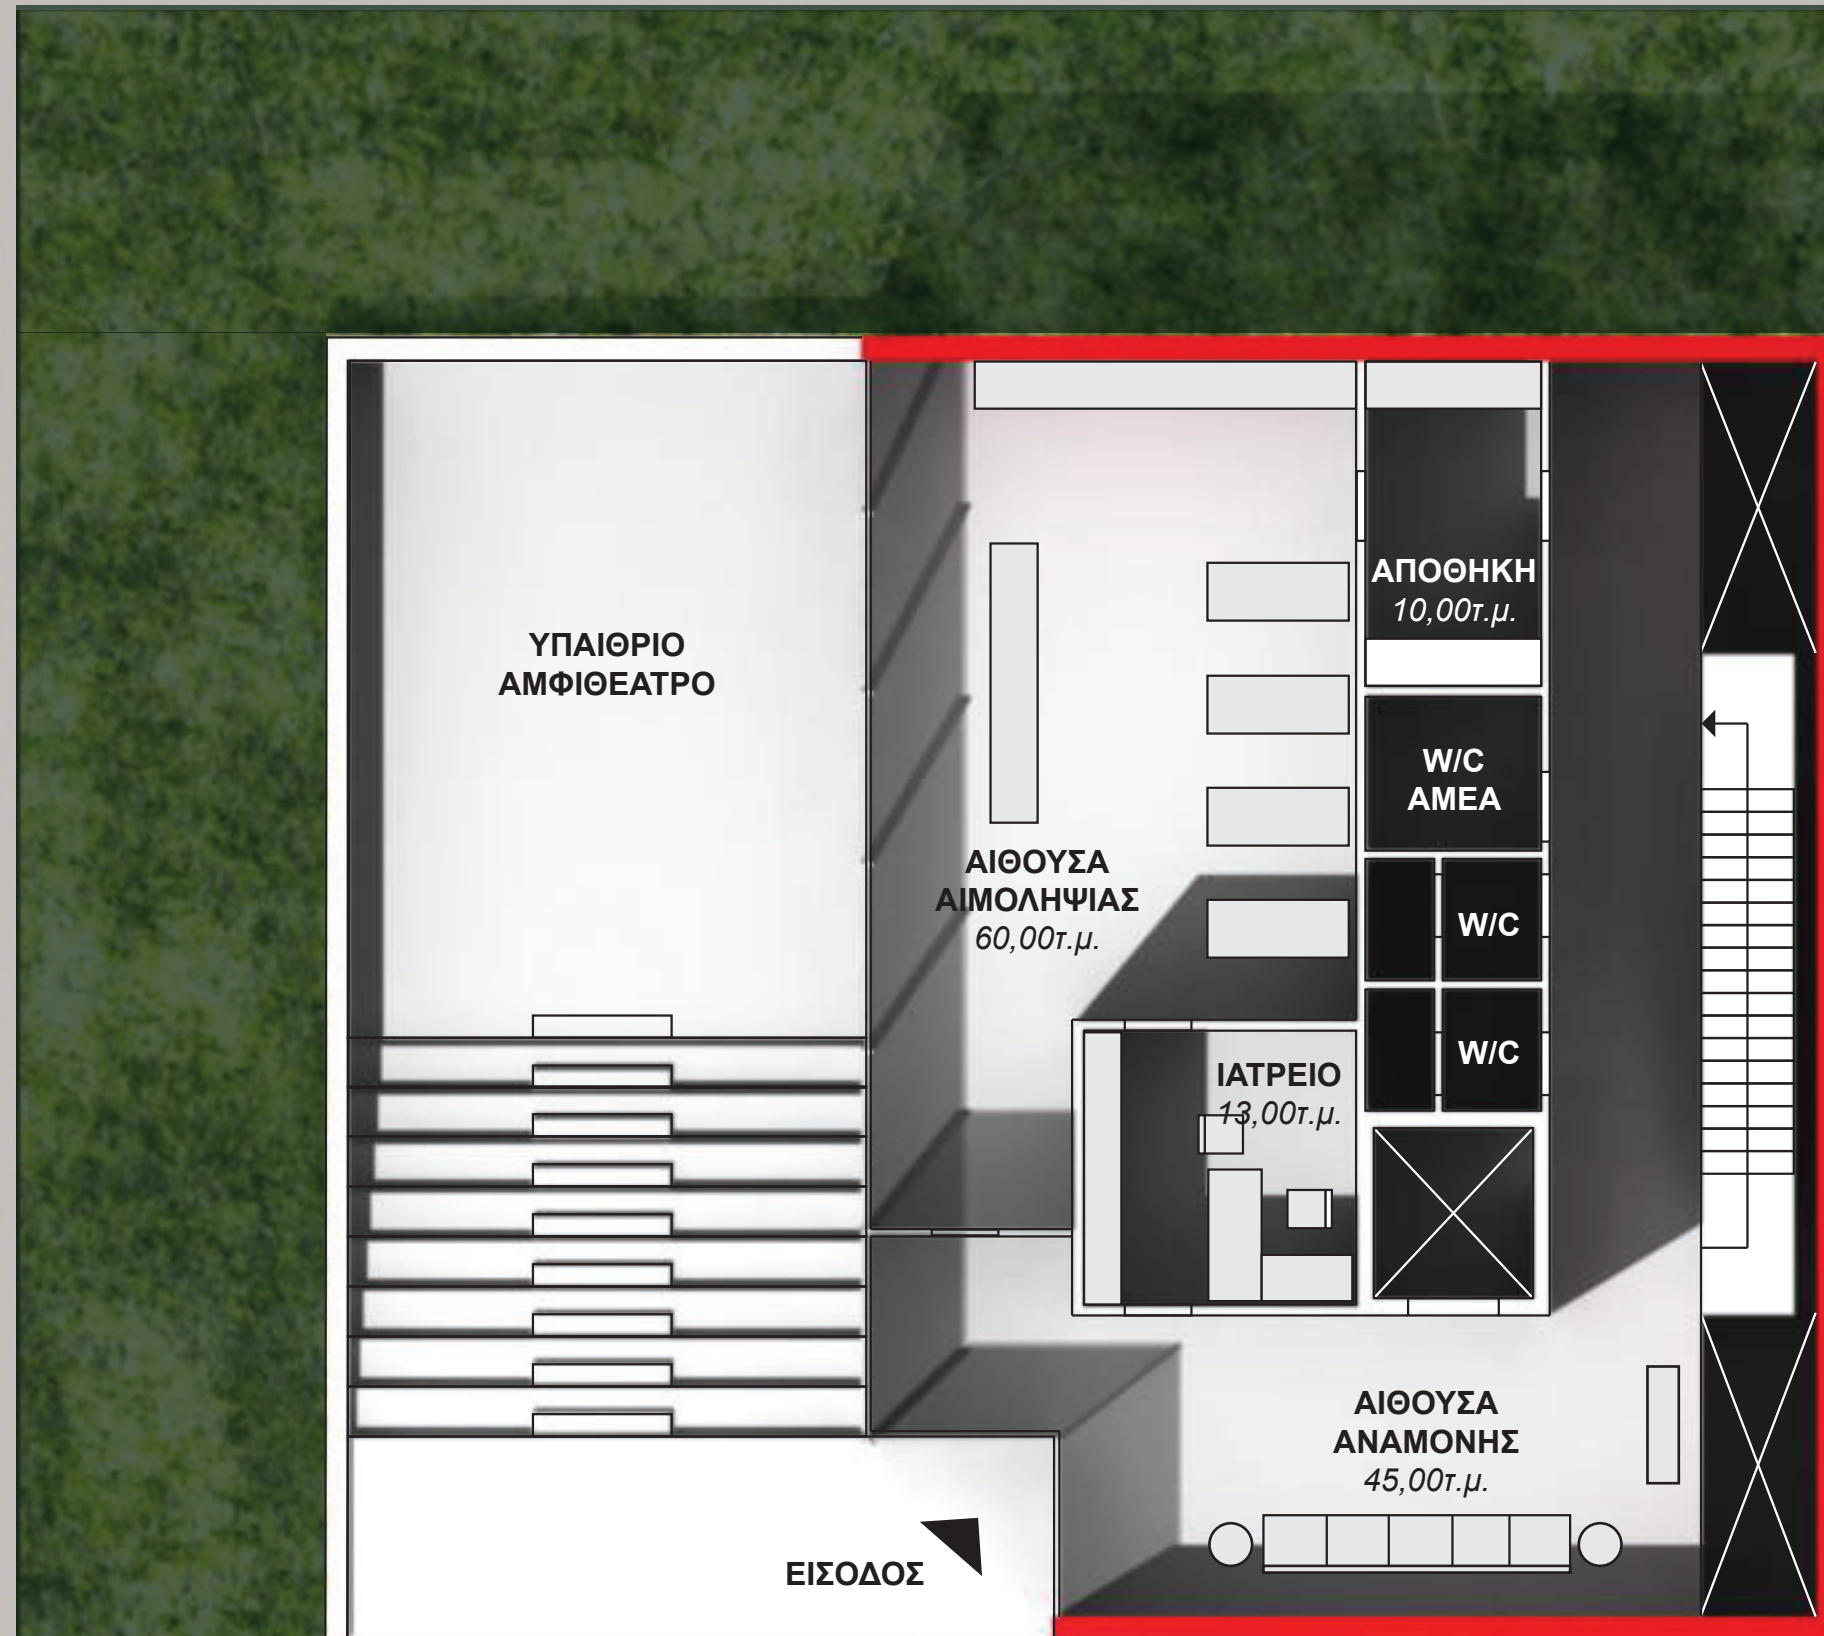 ΥΠΑΙΘΡΙΟ
ΑΜΦΙΘΕΑΤΡΟ
ΑΠΟΘΗΚΗ
10,00τ.μ.
W/C
ΑΜΕΑ
ΑΙΘΟΥΣΑ
ΑΙΜΟΛΗΨΙΑΣ
60,00τ.μ.
W/C
W/C
ΙΑΤΡΕΙΟ
13,00τ.μ.
ΑΙΘΟΥΣΑ
ΑΝΑΜΟΝΗΣ
45,00τ.μ.
ΕΙΣΟΔΟΣ